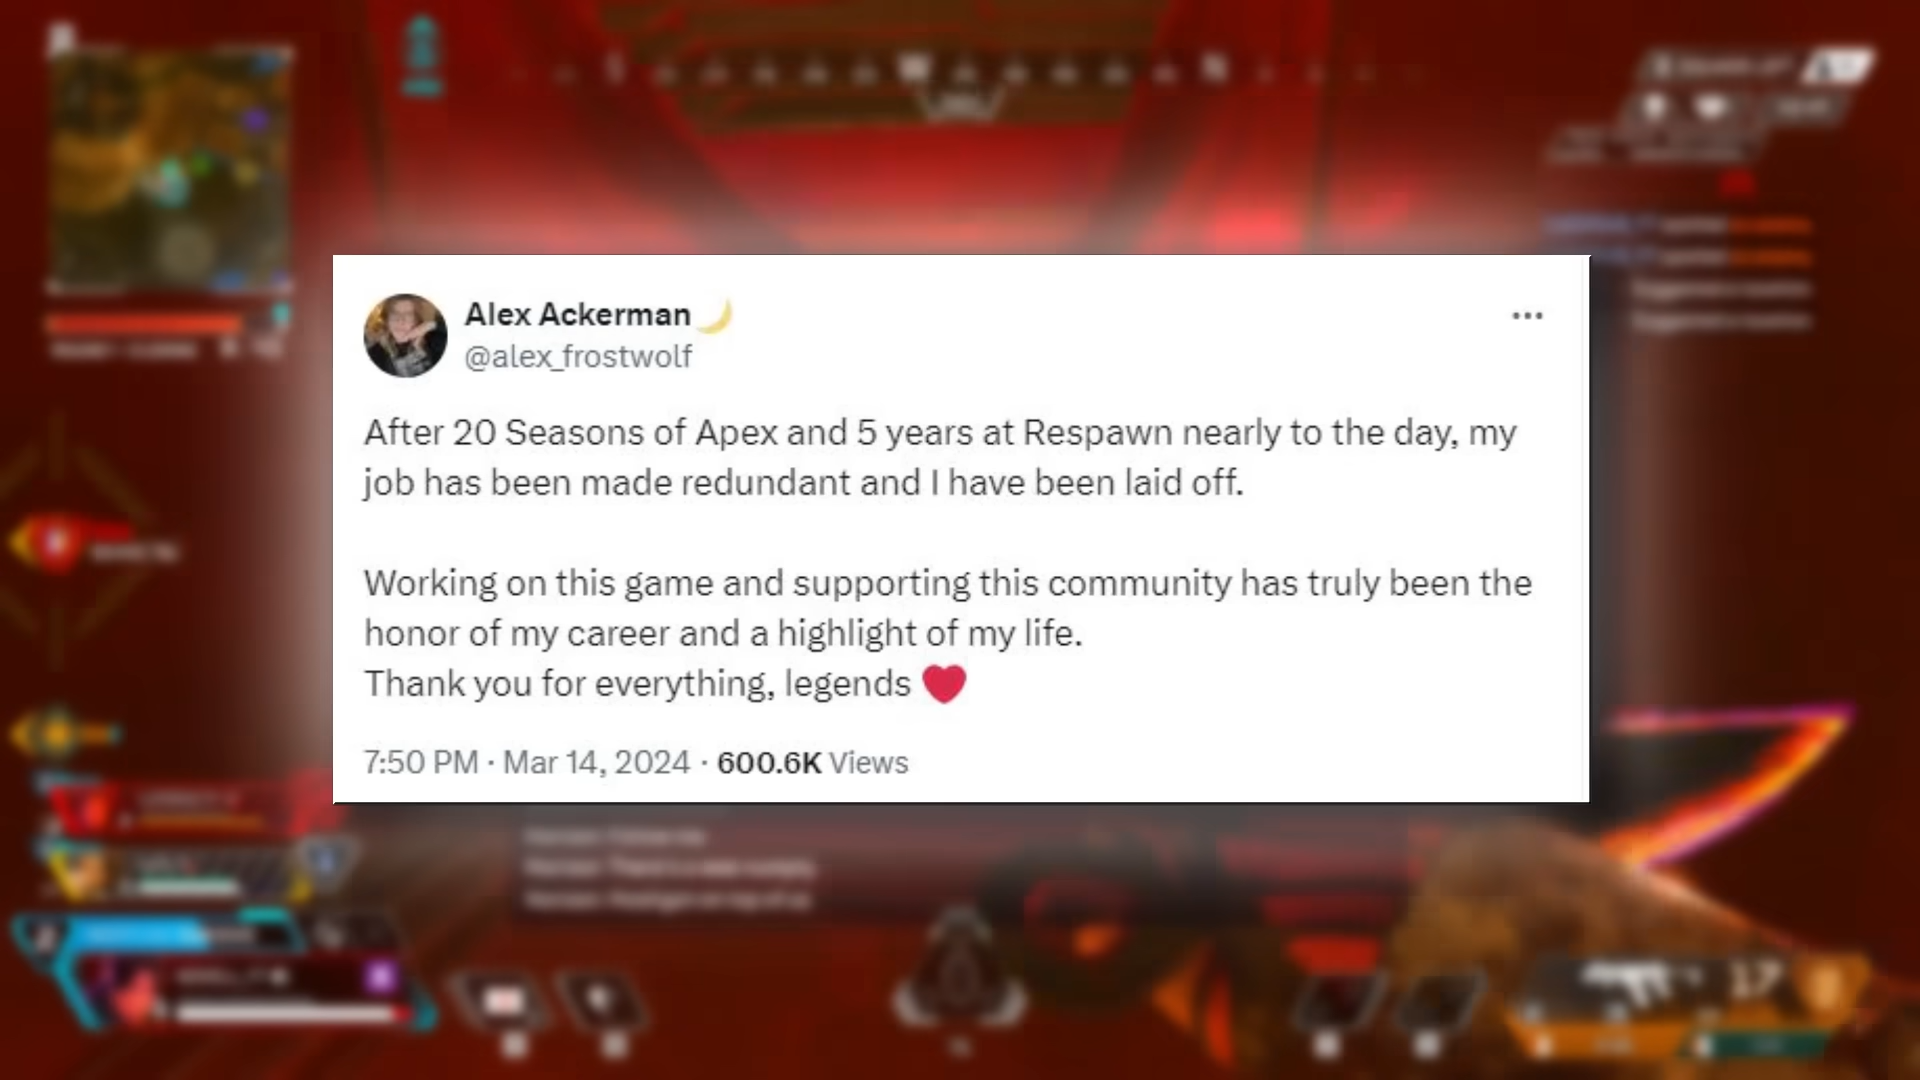 W
N
Alex Ackerman🌙
@alex_frostwolf
After 20 Seasons of Apex and 5 years at Respawn nearly to the day, my
job has been made redundant and I have been laid off.
Working on this game and supporting this community has truly been the
honor of my career and a highlight of my life.
Thank you for everything, legends ❤️
7:50 PM · Mar 14, 2024 · 600.6K Views
17